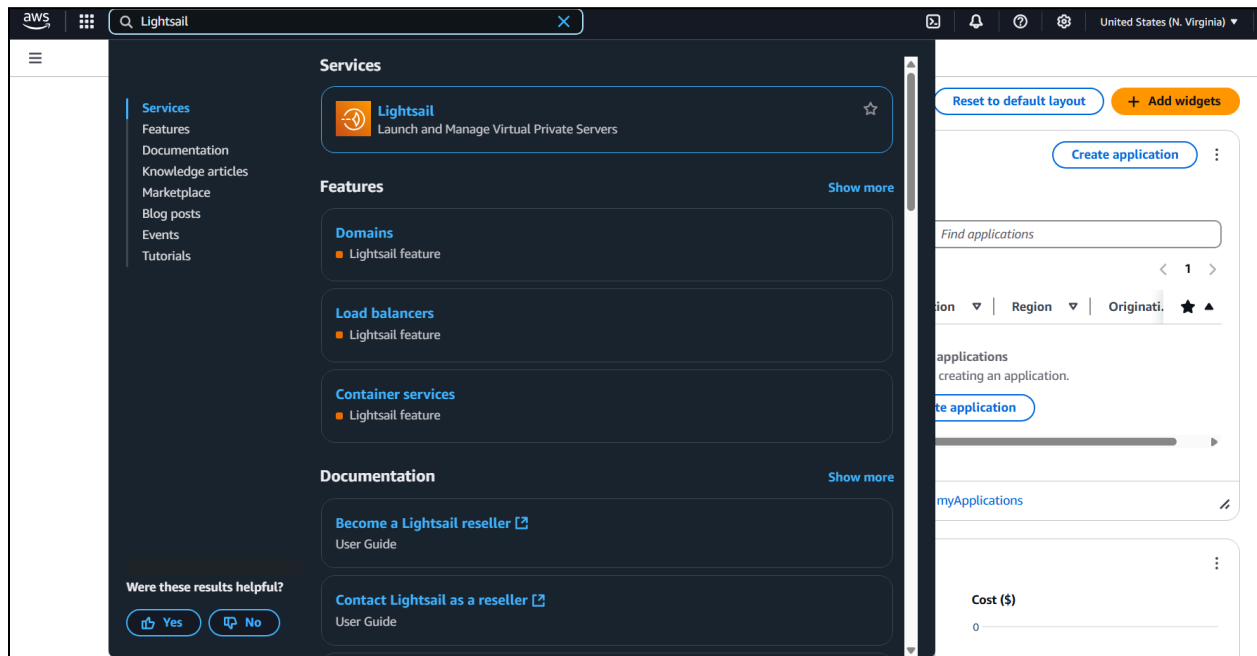 aws
Lightsail
United States (N. Virginia)
Services
Features
Documentation
Knowledge articles
Marketplace
Blog posts
Events
Tutorials
Were these results helpful?
Yes
No
Services
Lightsail
Launch and Manage Virtual Private Servers
Features
Show more
Domains
Lightsail feature
Load balancers
Lightsail feature
Container services
Lightsail feature
Documentation
Show more
Become a Lightsail reseller
User Guide
Contact Lightsail as a reseller
User Guide
Reset to default layout
+ Add widgets
Create application
Find applications
1
Region
Originati.
applications
creating an application.
application
myApplications
Cost ($)
0